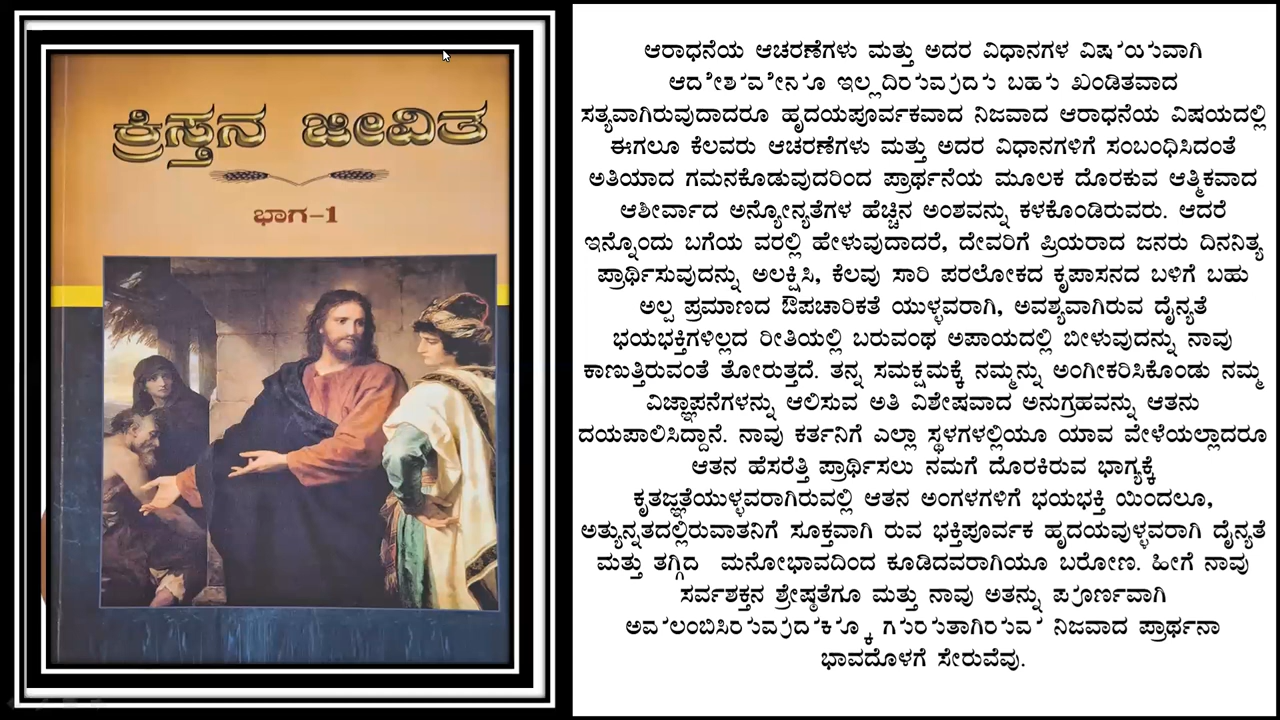 ಕ್ರಿಸ್ತನ ಜೀವಿತ
ಭಾಗ-1
ಆರಾಧನೆಯ ಆಚರಣೆಗಳು ಮತ್ತು ಅದರ ವಿಧಾನಗಳ ವಿಷಯುವಾಗಿ
ಆದೇಶವೇನೂ ಇಲ್ಲದಿರುವುದು ಬಹು ಖಂಡಿತವಾದ
ಸತ್ಯವಾಗಿರುವುದಾದರೂ ಹೃದಯಪೂರ್ವಕವಾದ ನಿಜವಾದ ಆರಾಧನೆಯ ವಿಷಯದಲ್ಲಿ
ಈಗಲೂ ಕೆಲವರು ಆಚರಣೆಗಳು ಮತ್ತು ಅದರ ವಿಧಾನಗಳಿಗೆ ಸಂಬಂಧಿಸಿದಂತೆ
ಅತಿಯಾದ ಗಮನಕೊಡುವುದರಿಂದ ಪ್ರಾರ್ಥನೆಯ ಮೂಲಕ ದೊರಕುವ ಆತ್ಮಿಕವಾದ
ಆಶೀರ್ವಾದ ಅನ್ಯೋನ್ಯತೆಗಳ ಹೆಚ್ಚಿನ ಅಂಶವನ್ನು ಕಳಕೊಂಡಿರುವರು. ಆದರೆ
ಇನ್ನೊಂದು ಬಗೆಯ ವರಲ್ಲಿ ಹೇಳುವುದಾದರೆ, ದೇವರಿಗೆ ಪ್ರಿಯರಾದ ಜನರು ದಿನನಿತ್ಯ
ಪ್ರಾರ್ಥಿಸುವುದನ್ನು ಅಲಕ್ಷಿಸಿ, ಕೆಲವು ಸಾರಿ ಪರಲೋಕದ ಕೃಪಾಸನದ ಬಳಿಗೆ ಬಹು
ಅಲ್ಪ ಪ್ರಮಾಣದ ಔಪಚಾರಿಕತೆ ಯುಳ್ಳವರಾಗಿ, ಅವಶ್ಯವಾಗಿರುವ ದೈನ್ಯತೆ
ಭಯಭಕ್ತಿಗಳಿಲ್ಲದ ರೀತಿಯಲ್ಲಿ ಬರುವಂಥ ಅಪಾಯದಲ್ಲಿ ಬೀಳುವುದನ್ನು ನಾವು
ಕಾಣುತ್ತಿರುವಂತೆ ತೋರುತ್ತದೆ. ತನ್ನ ಸಮಕ್ಷಮಕ್ಕೆ ನಮ್ಮನ್ನು ಅಂಗೀಕರಿಸಿಕೊಂಡು ನಮ್ಮ
ವಿಜ್ಞಾಪನೆಗಳನ್ನು ಆಲಿಸುವ ಅತಿ ವಿಶೇಷವಾದ ಅನುಗ್ರಹವನ್ನು ಆತನು
ದಯಪಾಲಿಸಿದ್ದಾನೆ. ನಾವು ಕರ್ತನಿಗೆ ಎಲ್ಲಾ ಸ್ಥಳಗಳಲ್ಲಿಯೂ ಯಾವ ವೇಳೆಯಲ್ಲಾದರೂ
ಆತನ ಹೆಸರೆತ್ತಿ ಪ್ರಾರ್ಥಿಸಲು ನಮಗೆ ದೊರಕಿರುವ ಭಾಗ್ಯಕ್ಕೆ
ಕೃತಜ್ಞತೆಯುಳ್ಳವರಾಗಿರುವಲ್ಲಿ ಆತನ ಅಂಗಳಗಳಿಗೆ ಭಯಭಕ್ತಿ ಯಿಂದಲೂ,
ಅತ್ಯುನ್ನತದಲ್ಲಿರುವಾತನಿಗೆ ಸೂಕ್ತವಾಗಿ ರುವ ಭಕ್ತಿಪೂರ್ವಕ ಹೃದಯವುಳ್ಳವರಾಗಿ ದೈನ್ಯತೆ
ಮತ್ತು ತಗ್ಗಿದ ಮನೋಭಾವದಿಂದ ಕೂಡಿದವರಾಗಿಯೂ ಬರೋಣ. ಹೀಗೆ ನಾವು
ಸರ್ವಶಕ್ತನ ಶ್ರೇಷ್ಠತೆಗೂ ಮತ್ತು ನಾವು ಅತನ್ನು ಪೂರ್ಣವಾಗಿ
ಅವಲಂಬಿಸಿರುವುದಕ್ಕೂ ಗುರುತಾಗಿರುವ ನಿಜವಾದ ಪ್ರಾರ್ಥನಾ
ಭಾವದೊಳಗೆ ಸೇರುವೆವು.